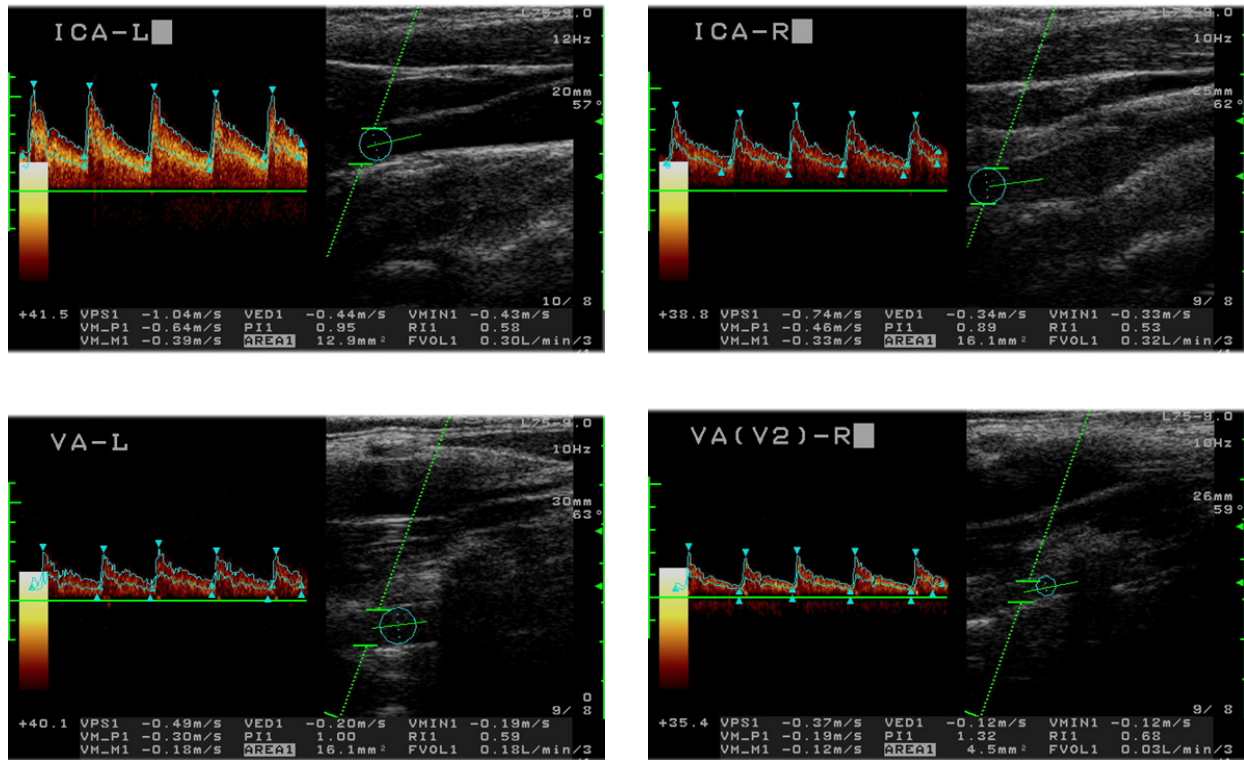 ICA-L
L75-9.0
12Hz
20mm
57°
10/ 8
+41.5 VPS1 -1.04m/S VED1 -0.44m/S VMIN1 -0.43m/S
VM_P1 -0.64m/S PI1 0.95 RI1 0.58
VM_M1 -0.39m/S AREA1 12.9mm² FVOL1 0.30L/min/3
ICA-R
L75-9.0
10Hz
25mm
62°
9/ 8
+38.8 VPS1 -0.74m/S VED1 -0.34m/S VMIN1 -0.33m/S
VM_P1 -0.46m/S PI1 0.89 RI1 0.53
VM_M1 -0.33m/S AREA1 16.1mm² FVOL1 0.32L/min/3
VA-L
L75-9.0
10Hz
30mm
63°
0
9/ 8
+40.1 VPS1 -0.49m/S VED1 -0.20m/S VMIN1 -0.19m/S
VM_P1 -0.30m/S PI1 1.00 RI1 0.59
VM_M1 -0.18m/S AREA1 16.1mm² FVOL1 0.18L/min/3
VA(V2)-R
L75-9.0
10Hz
26mm
59°
9/ 8
+35.4 VPS1 -0.37m/S VED1 -0.12m/S VMIN1 -0.12m/S
VM_P1 -0.19m/S PI1 1.32 RI1 0.68
VM_M1 -0.12m/S AREA1 4.5mm² FVOL1 0.03L/min/3